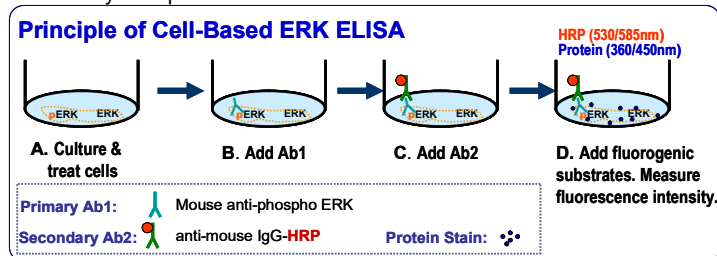 Principle of Cell-Based ERK ELISA
HRP (530/585nm)
Protein (360/450nm)
pERK ERK
pERK ERK
pERK ERK
pERK ERK
A. Culture &
treat cells
B. Add Ab1
C. Add Ab2
D. Add fluorogenic
substrates. Measure
fluorescence intensity.
Primary Ab1: Mouse anti-phospho ERK
Secondary Ab2: anti-mouse IgG-HRP Protein Stain: